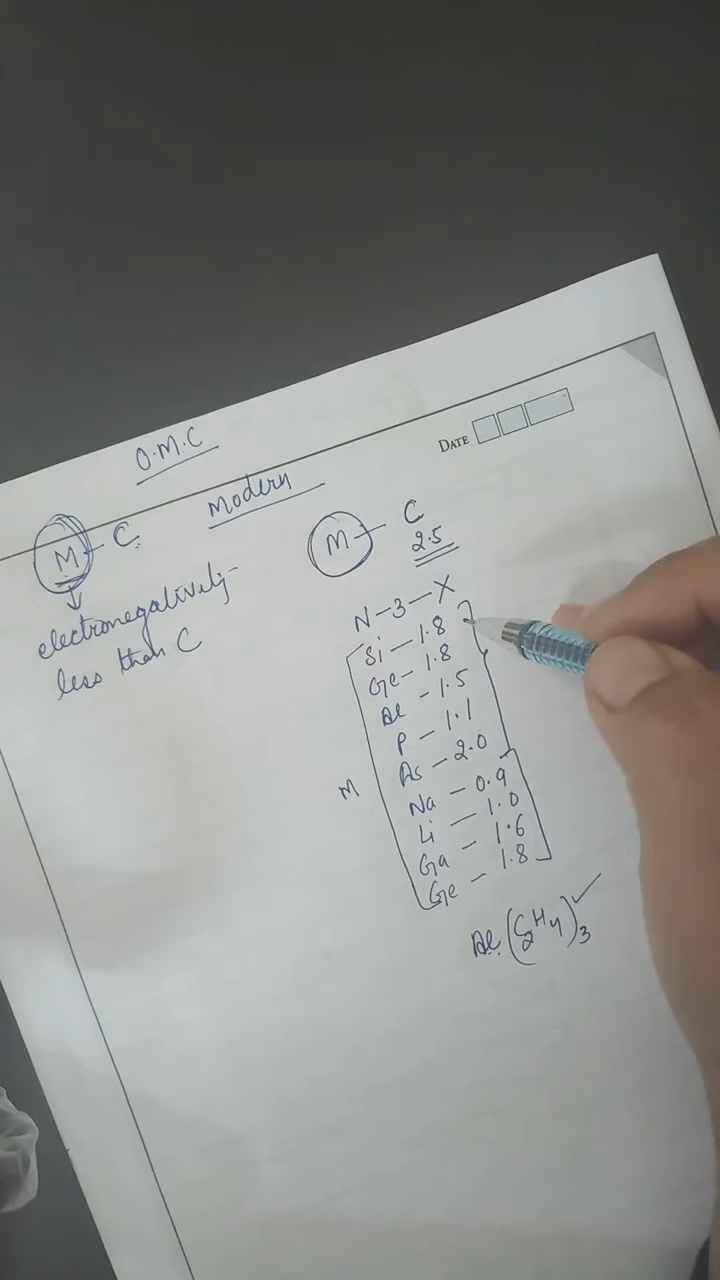 O.M.C
DATE
Modern
M - C
electronegativity
less than C
M - C
2.5
N - 3 - X
Si - 1.8
Ge - 1.8
Al - 1.5
P - 1.1
As - 2.0
Na - 0.9
Li - 1.0
Ga - 1.6
Ge - 1.8
M
Al (C2H4)3 ✓